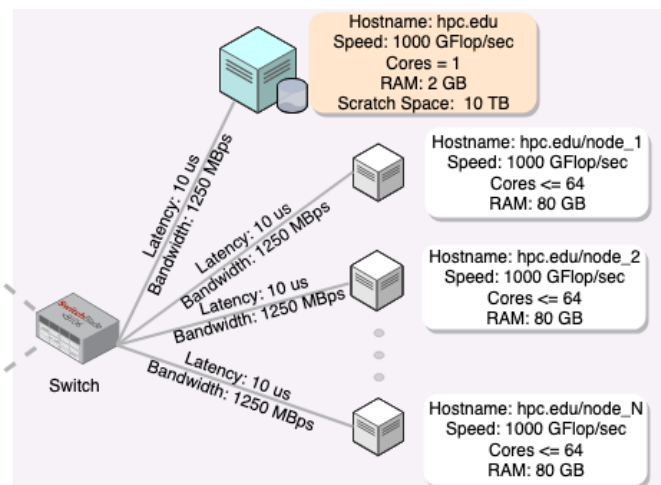 Hostname: hpc.edu
Speed: 1000 GFlop/sec
Cores = 1
RAM: 2 GB
Scratch Space: 10 TB
Latency: 10 us
Bandwidth: 1250 MBps
Hostname: hpc.edu/node_1
Speed: 1000 GFlop/sec
Cores <= 64
RAM: 80 GB
Latency: 10 us
Bandwidth: 1250 MBps
Hostname: hpc.edu/node_2
Speed: 1000 GFlop/sec
Cores <= 64
RAM: 80 GB
Latency: 10 us
Bandwidth: 1250 MBps
SwitchBlade
Switch
Latency: 10 us
Bandwidth: 1250 MBps
Hostname: hpc.edu/node_N
Speed: 1000 GFlop/sec
Cores <= 64
RAM: 80 GB